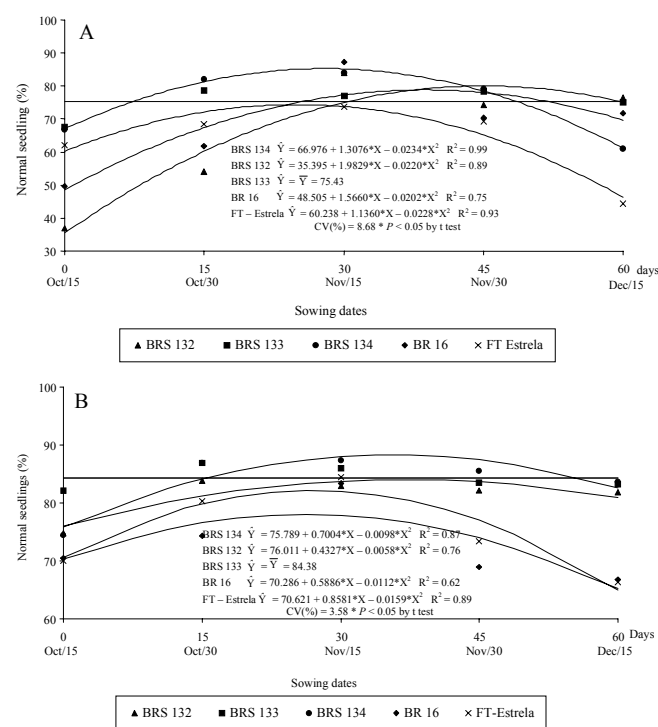 A
Normal seedling (%)
100
90
80
70
60
50
40
30
BRS 134 Ŷ = 66.976 + 1.3076*X – 0.0234*X² R² = 0.99
BRS 132 Ŷ = 35.395 + 1.9829*X – 0.0220*X² R² = 0.89
BRS 133 Ŷ = Y̅ = 75.43
BR 16 Ŷ = 48.505 + 1.5660*X – 0.0202*X² R² = 0.75
FT – Estrela Ŷ = 60.238 + 1.1360*X – 0.0228*X² R² = 0.93
CV(%) = 8.68 * P < 0.05 by t test
0 15 30 45 60 days
Oct/15 Oct/30 Nov/15 Nov/30 Dec/15
Sowing dates
BRS 132 BRS 133 BRS 134 BR 16 FT Estrela
B
Normal seedlings (%)
100
90
80
70
60
BRS 134 Ŷ = 75.789 + 0.7004*X – 0.0098*X² R² = 0.87
BRS 132 Ŷ = 76.011 + 0.4327*X – 0.0058*X² R² = 0.76
BRS 133 Ŷ = Y̅ = 84.38
BR 16 Ŷ = 70.286 + 0.5886*X – 0.0112*X² R² = 0.62
FT – Estrela Ŷ = 70.621 + 0.8581*X – 0.0159*X² R² = 0.89
CV(%) = 3.58 * P < 0.05 by t test
0 15 30 45 60 Days
Oct/15 Oct/30 Nov/15 Nov/30 Dec/15
Sowing dates
BRS 132 BRS 133 BRS 134 BR 16 FT-Estrela